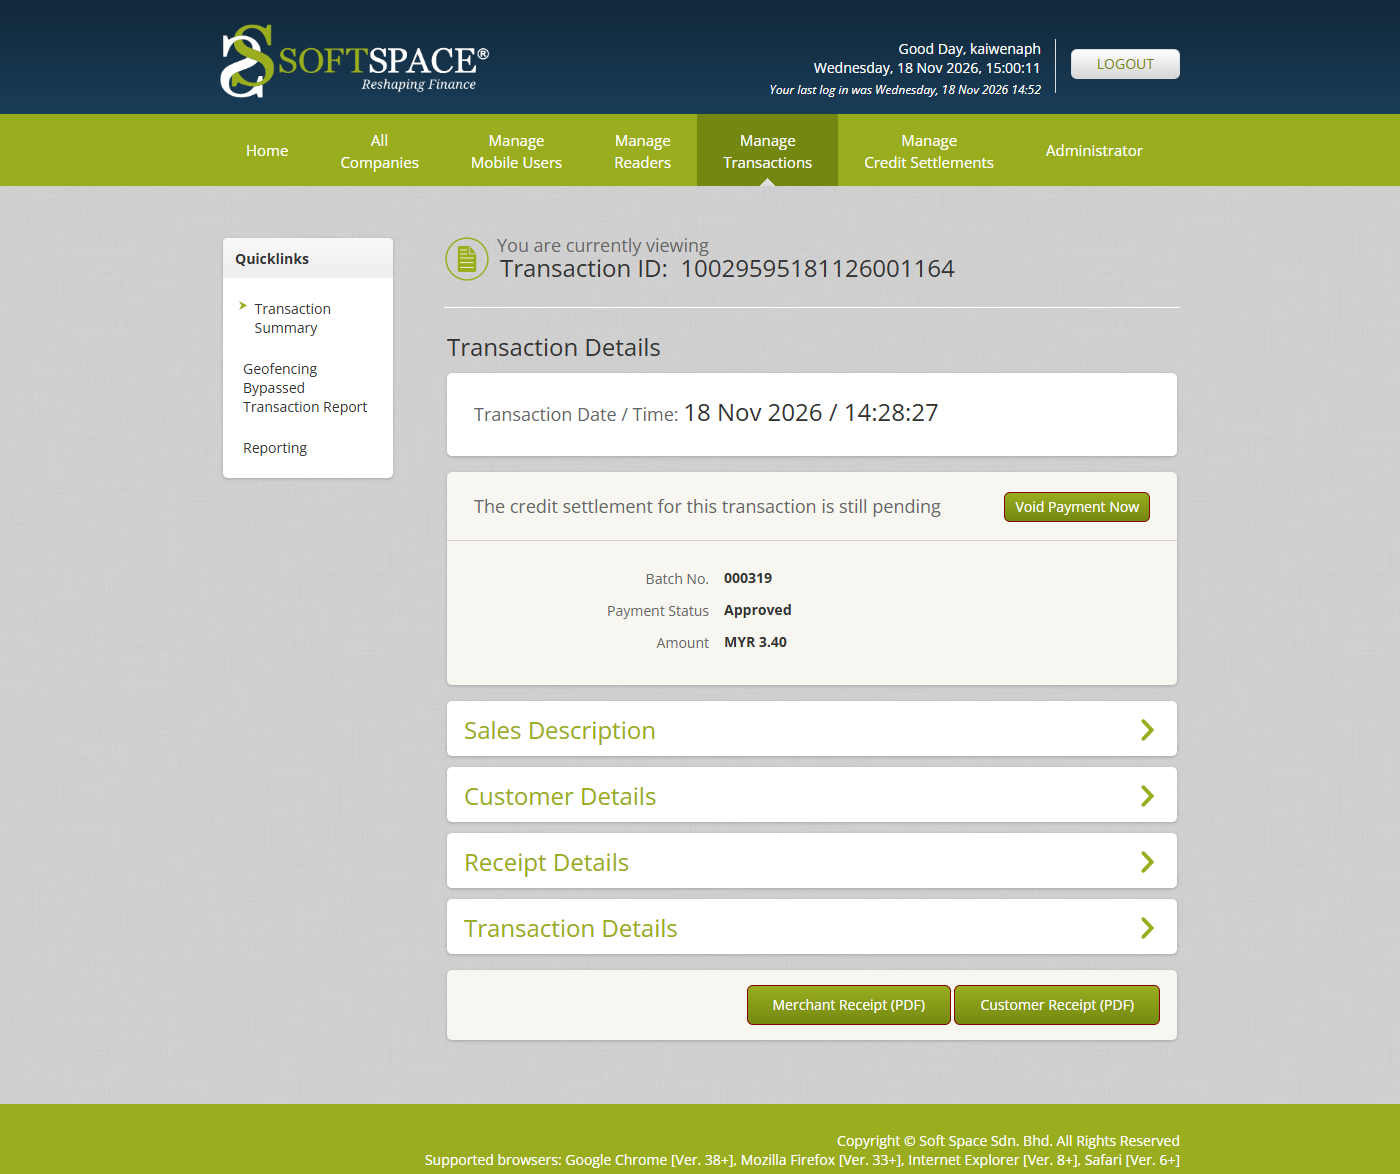 SOFTSPACE®
Reshaping Finance
Good Day, kaiwenaph
Wednesday, 18 Nov 2026, 15:00:11
Your last log in was Wednesday, 18 Nov 2026 14:52
LOGOUT
Home
All
Companies
Manage
Mobile Users
Manage
Readers
Manage
Transactions
Manage
Credit Settlements
Administrator
Quicklinks
Transaction
Summary
Geofencing
Bypassed
Transaction Report
Reporting
You are currently viewing
Transaction ID: 10029595181126001164
Transaction Details
Transaction Date / Time: 18 Nov 2026 / 14:28:27
The credit settlement for this transaction is still pending
Void Payment Now
Batch No. 000319
Payment Status Approved
Amount MYR 3.40
Sales Description
Customer Details
Receipt Details
Transaction Details
Merchant Receipt (PDF)
Customer Receipt (PDF)
Copyright © Soft Space Sdn. Bhd. All Rights Reserved
Supported browsers: Google Chrome [Ver. 38+], Mozilla Firefox [Ver. 33+], Internet Explorer [Ver. 8+], Safari [Ver. 6+]